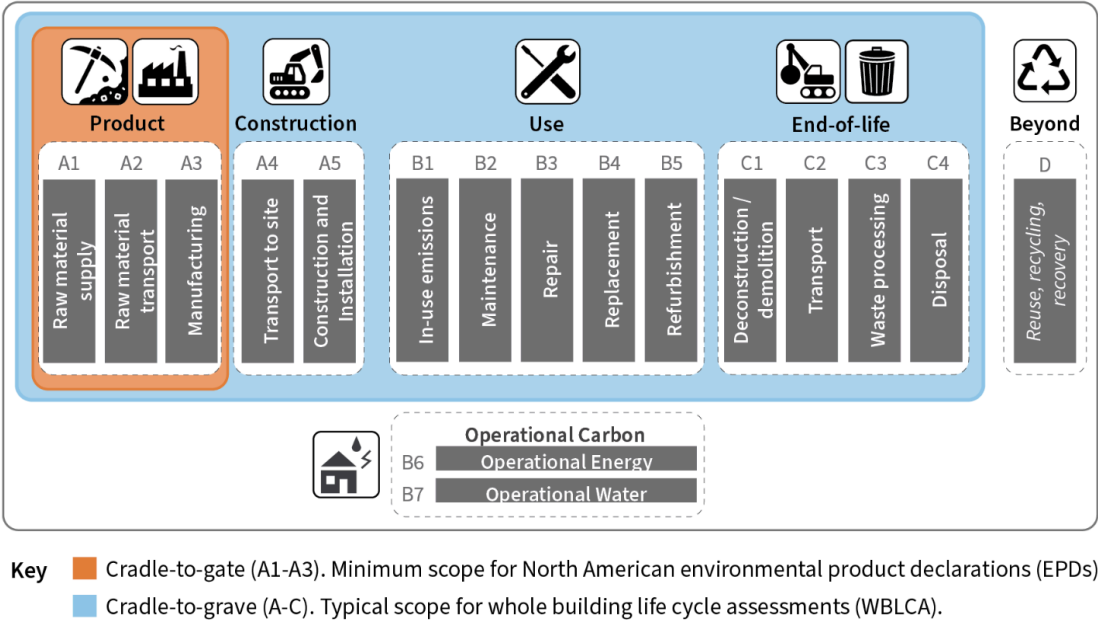 Product
Construction
Use
End-of-life
Beyond
A1
A2
A3
A4
A5
B1
B2
B3
B4
B5
C1
C2
C3
C4
D
Raw material
supply
Raw material
transport
Manufacturing
Transport to site
Construction and
Installation
In-use emissions
Maintenance
Repair
Replacement
Refurbishment
Deconstruction /
demolition
Transport
Waste processing
Disposal
Reuse, recycling,
recovery
Operational Carbon
B6 Operational Energy
B7 Operational Water
Key Cradle-to-gate (A1-A3). Minimum scope for North American environmental product declarations (EPDs)
Cradle-to-grave (A-C). Typical scope for whole building life cycle assessments (WBLCA).